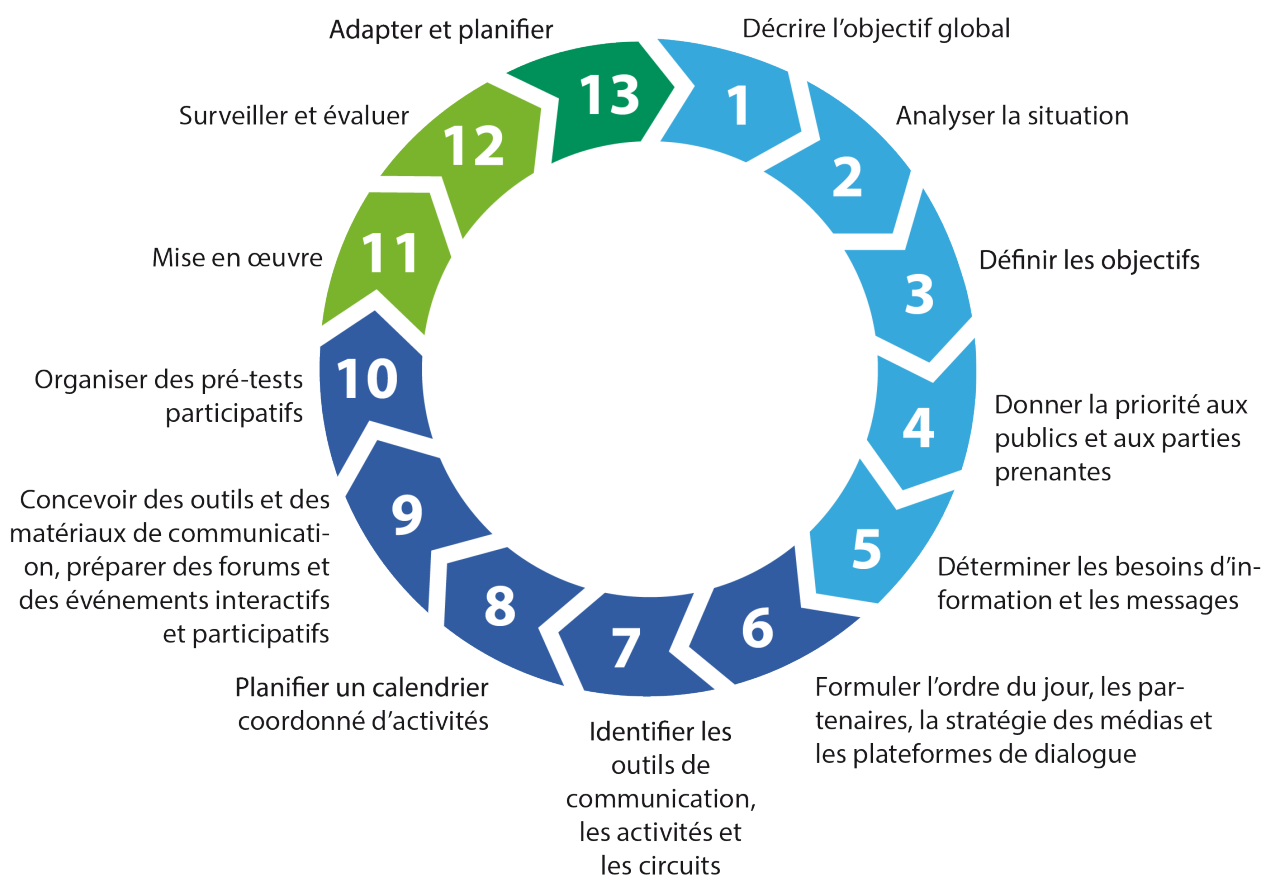 Décrire l’objectif global
1
Analyser la situation
2
Définir les objectifs
3
Donner la priorité aux
publics et aux parties
prenantes
4
Déterminer les besoins d’in-
formation et les messages
5
Formuler l’ordre du jour, les par-
tenaires, la stratégie des médias et
les plateformes de dialogue
6
Identifier les
outils de
communication,
les activités et
les circuits
7
Planifier un calendrier
coordonné d’activités
8
Concevoir des outils et des
matériaux de communicati-
on, préparer des forums et
des événements interactifs
et participatifs
9
Organiser des pré-tests
participatifs
10
Mise en œuvre
11
Surveiller et évaluer
12
Adapter et planifier
13